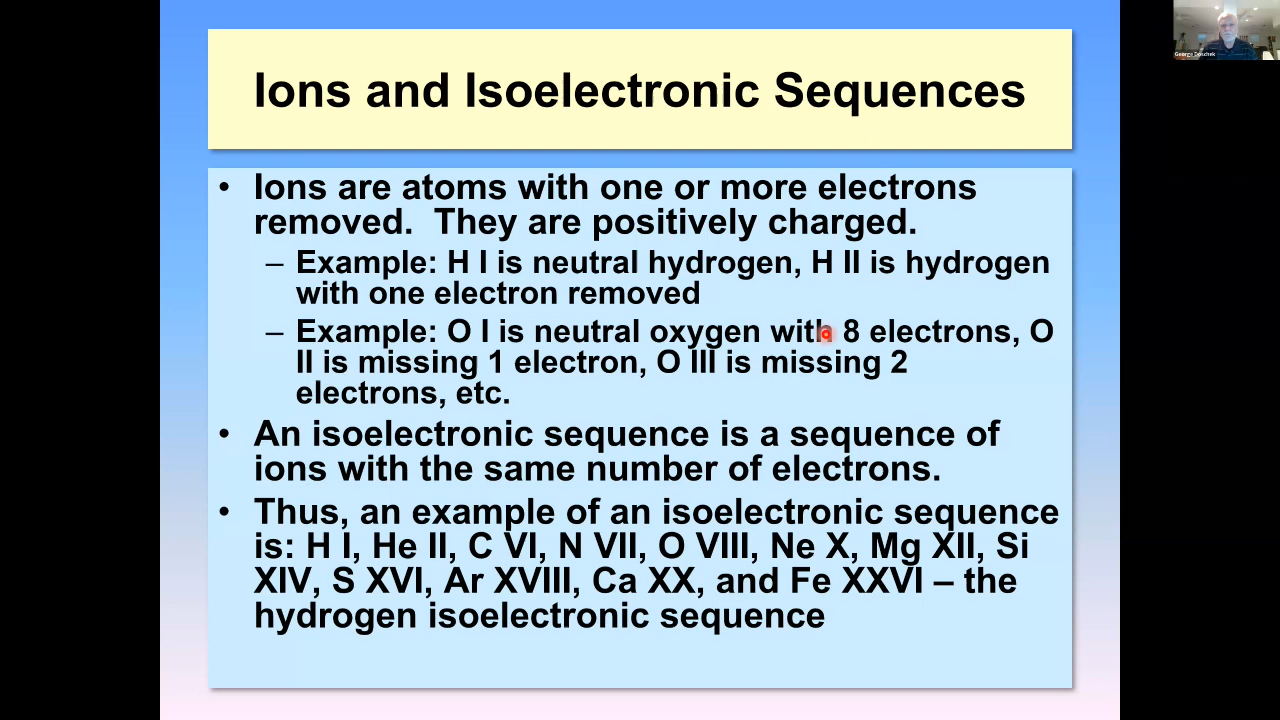 Ions and Isoelectronic Sequences
• Ions are atoms with one or more electrons
removed.  They are positively charged.
– Example: H I is neutral hydrogen, H II is hydrogen
with one electron removed
– Example: O I is neutral oxygen with 8 electrons, O
II is missing 1 electron, O III is missing 2
electrons, etc.
• An isoelectronic sequence is a sequence of
ions with the same number of electrons.
• Thus, an example of an isoelectronic sequence
is: H I, He II, C VI, N VII, O VIII, Ne X, Mg XII, Si
XIV, S XVI, Ar XVIII, Ca XX, and Fe XXVI – the
hydrogen isoelectronic sequence
George Doschek